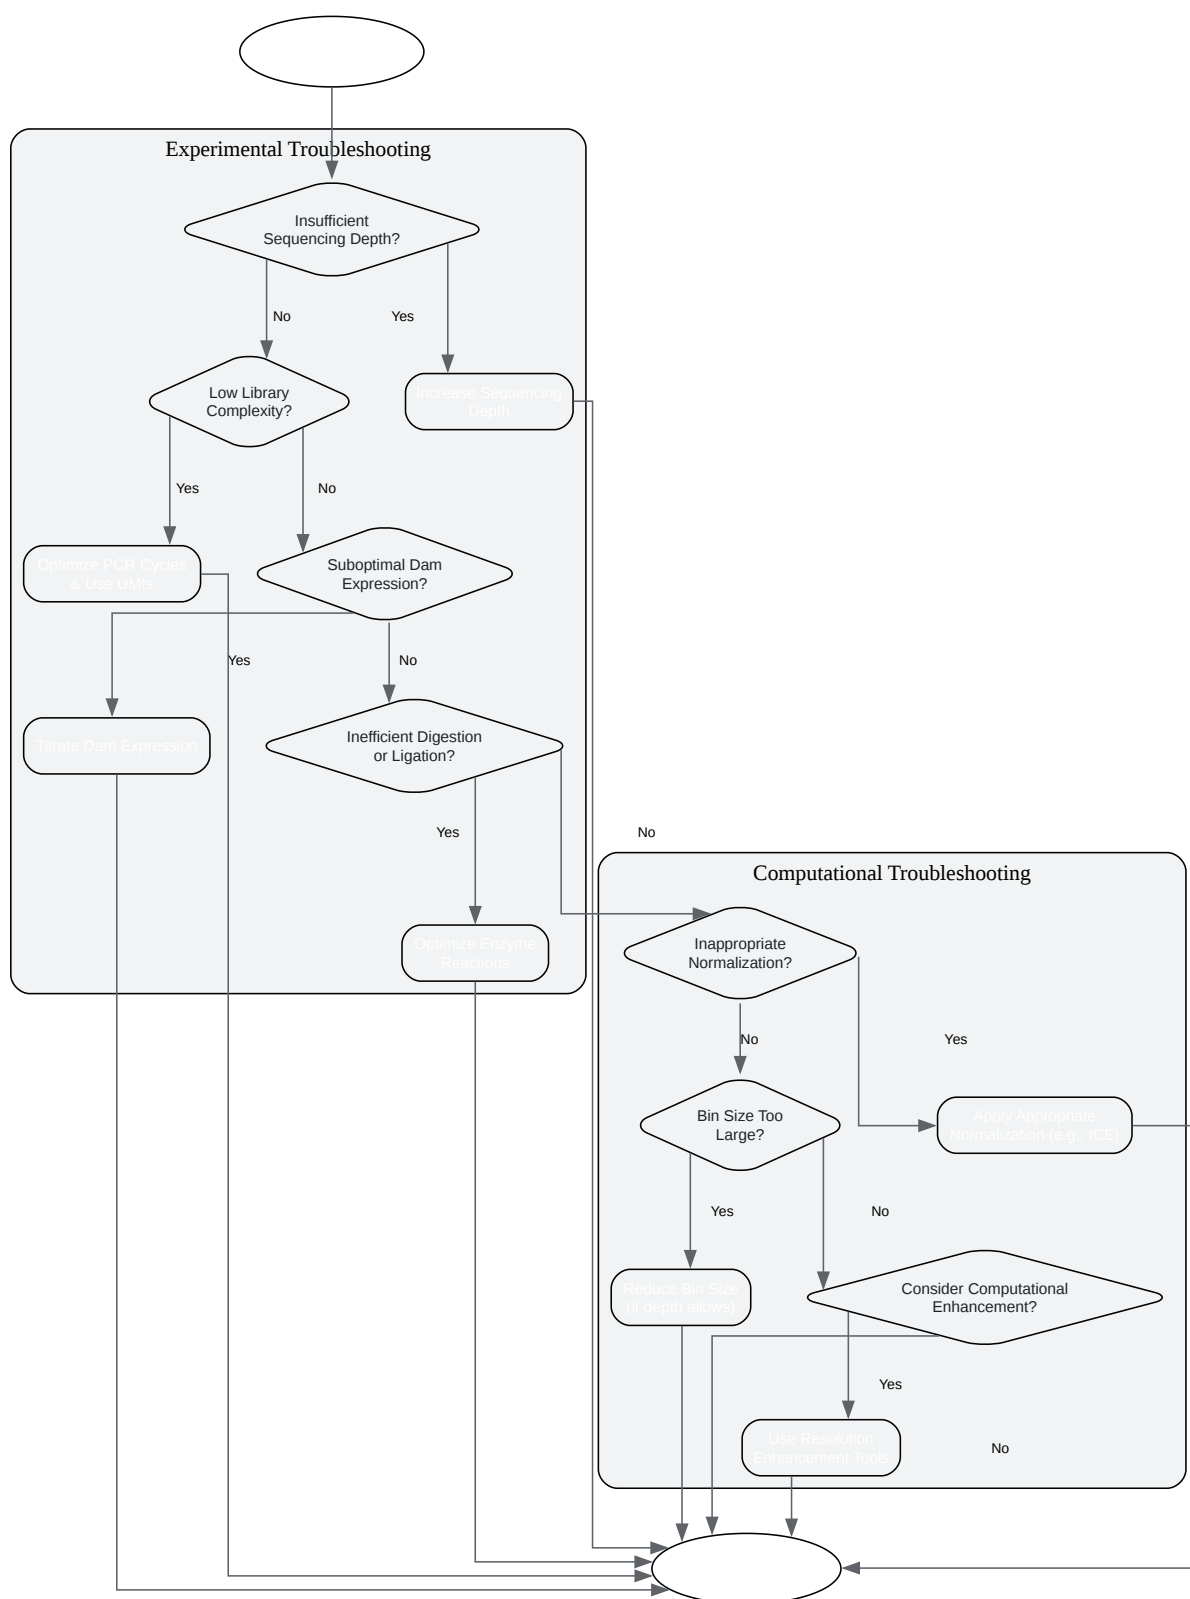 Experimental Troubleshooting
Insufficient
Sequencing Depth?
No
Yes
Low Library
Complexity?
Increase Sequencing
Depth
Yes
No
Optimize PCR Cycles
& Use UMIs
Suboptimal Dam
Expression?
Yes
No
Titrate Dam Expression
Inefficient Digestion
or Ligation?
Yes
No
Optimize Enzyme
Reactions
Computational Troubleshooting
Inappropriate
Normalization?
No
Yes
Bin Size Too
Large?
Apply Appropriate
Normalization (e.g., ICE)
Yes
No
Reduce Bin Size
(if depth allows)
Consider Computational
Enhancement?
Yes
No
Use Resolution
Enhancement Tools